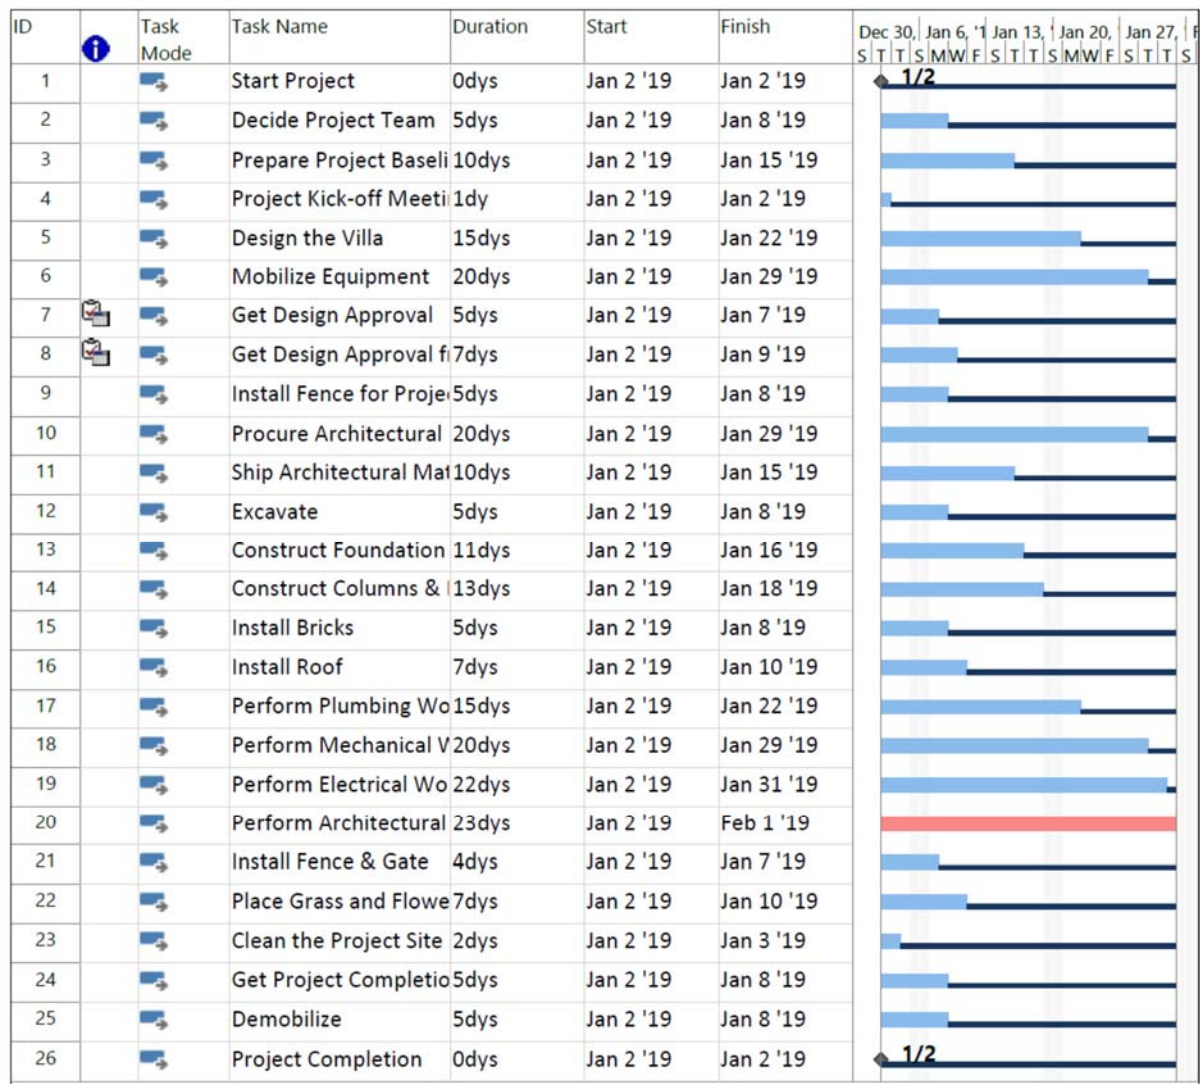 ID Task Mode Task Name Duration Start Finish
Dec 30, Jan 6, '1 Jan 13, ' Jan 20, ' Jan 27, '
S T T S M W F S T T S M W F S T T S
1 Start Project 0dys Jan 2 '19 Jan 2 '19 1/2
2 Decide Project Team 5dys Jan 2 '19 Jan 8 '19
3 Prepare Project Baseli 10dys Jan 2 '19 Jan 15 '19
4 Project Kick-off Meeti 1dy Jan 2 '19 Jan 2 '19
5 Design the Villa 15dys Jan 2 '19 Jan 22 '19
6 Mobilize Equipment 20dys Jan 2 '19 Jan 29 '19
7 Get Design Approval 5dys Jan 2 '19 Jan 7 '19
8 Get Design Approval f 7dys Jan 2 '19 Jan 9 '19
9 Install Fence for Proje 5dys Jan 2 '19 Jan 8 '19
10 Procure Architectural 20dys Jan 2 '19 Jan 29 '19
11 Ship Architectural Mat 10dys Jan 2 '19 Jan 15 '19
12 Excavate 5dys Jan 2 '19 Jan 8 '19
13 Construct Foundation 11dys Jan 2 '19 Jan 16 '19
14 Construct Columns & 13dys Jan 2 '19 Jan 18 '19
15 Install Bricks 5dys Jan 2 '19 Jan 8 '19
16 Install Roof 7dys Jan 2 '19 Jan 10 '19
17 Perform Plumbing Wo 15dys Jan 2 '19 Jan 22 '19
18 Perform Mechanical W 20dys Jan 2 '19 Jan 29 '19
19 Perform Electrical Wo 22dys Jan 2 '19 Jan 31 '19
20 Perform Architectural 23dys Jan 2 '19 Feb 1 '19
21 Install Fence & Gate 4dys Jan 2 '19 Jan 7 '19
22 Place Grass and Flowe 7dys Jan 2 '19 Jan 10 '19
23 Clean the Project Site 2dys Jan 2 '19 Jan 3 '19
24 Get Project Completio 5dys Jan 2 '19 Jan 8 '19
25 Demobilize 5dys Jan 2 '19 Jan 8 '19
26 Project Completion 0dys Jan 2 '19 Jan 2 '19 1/2